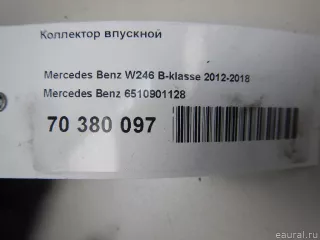 Коллектор впускной
Mercedes Benz W246 B-klasse 2012-2018
Mercedes Benz 6510901128
70 380 097
eaural.ru